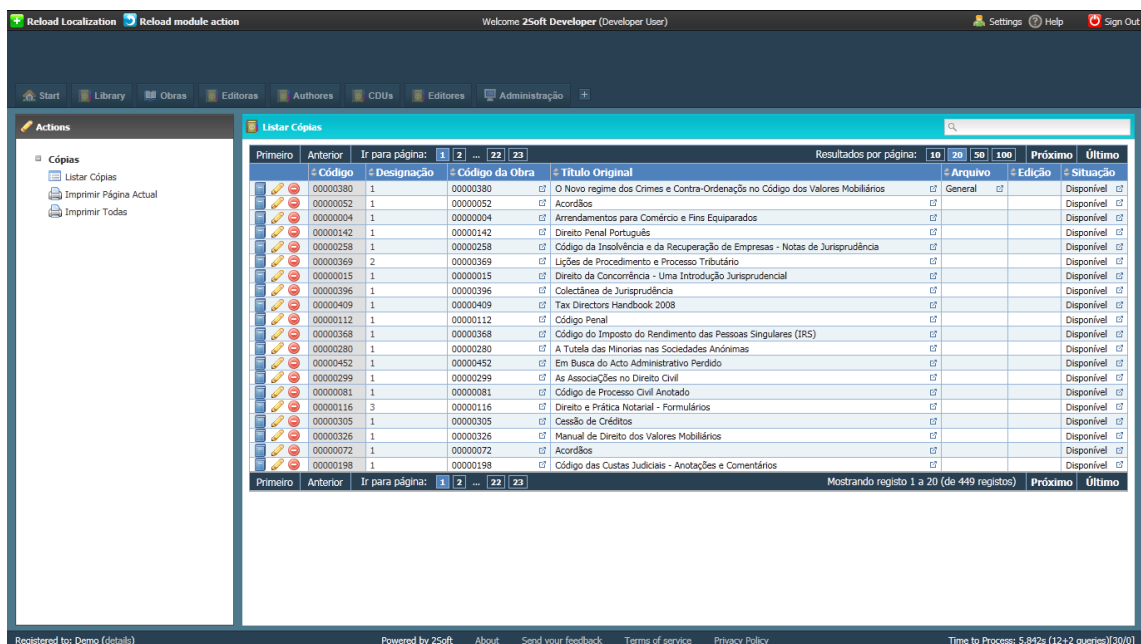 Reload Localization Reload module action Welcome 2Soft Developer (Developer User) Settings Help Sign Out
Start Library Obras Editoras Authores CDUs Editores Administração +
Actions
Cópias
Listar Cópias
Imprimir Página Actual
Imprimir Todas
Listar Cópias
Primeiro Anterior Ir para página: 1 2 ... 22 23 Resultados por página: 10 20 50 100 Próximo Último
Código Designação Código da Obra Título Original Arquivo Edição Situação
00000380 1 00000380 O Novo regime dos Crimes e Contra-Ordenaçõs no Código dos Valores Mobiliários General Disponível
00000052 1 00000052 Acordãos Disponível
00000004 1 00000004 Arrendamentos para Comércio e Fins Equiparados Disponível
00000142 1 00000142 Direito Penal Português Disponível
00000258 1 00000258 Código da Insolvência e da Recuperação de Empresas - Notas de Jurisprudência Disponível
00000369 2 00000369 Lições de Procedimento e Processo Tributário Disponível
00000015 1 00000015 Direito da Concorrência - Uma Introdução Jurisprudencial Disponível
00000396 1 00000396 Colectânea de Jurisprudência Disponível
00000409 1 00000409 Tax Directors Handbook 2008 Disponível
00000112 1 00000112 Código Penal Disponível
00000368 1 00000368 Código do Imposto do Rendimento das Pessoas Singulares (IRS) Disponível
00000280 1 00000280 A Tutela das Minorias nas Sociedades Anónimas Disponível
00000452 1 00000452 Em Busca do Acto Administrativo Perdido Disponível
00000299 1 00000299 As AssociaÇões no Direito Civil Disponível
00000081 1 00000081 Código de Processo Civil Anotado Disponível
00000116 3 00000116 Direito e Prática Notarial - Formulários Disponível
00000305 1 00000305 Cessão de Créditos Disponível
00000326 1 00000326 Manual de Direito dos Valores Mobiliários Disponível
00000072 1 00000072 Acordãos Disponível
00000198 1 00000198 Código das Custas Judiciais - Anotações e Comentários Disponível
Primeiro Anterior Ir para página: 1 2 ... 22 23 Mostrando registo 1 a 20 (de 449 registos) Próximo Último
Registered to: Demo (details) Powered by 2Soft About Send your feedback Terms of service Privacy Policy Time to Process: 5.842s (12+2 queries)[30/0]